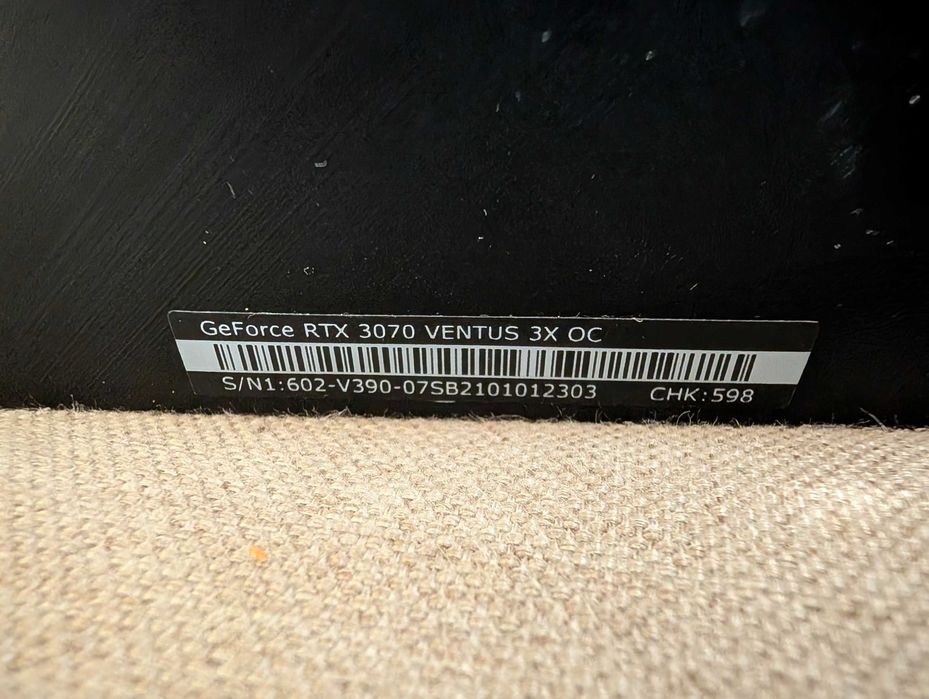 GeForce RTX 3070 VENTUS 3X OC
S/N1:602-V390-07SB2101012303 CHK:598